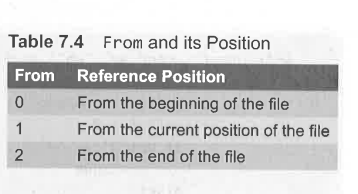 Table 7.4 From and its Position
From Reference Position
0 From the beginning of the file
1 From the current position of the file
2 From the end of the file